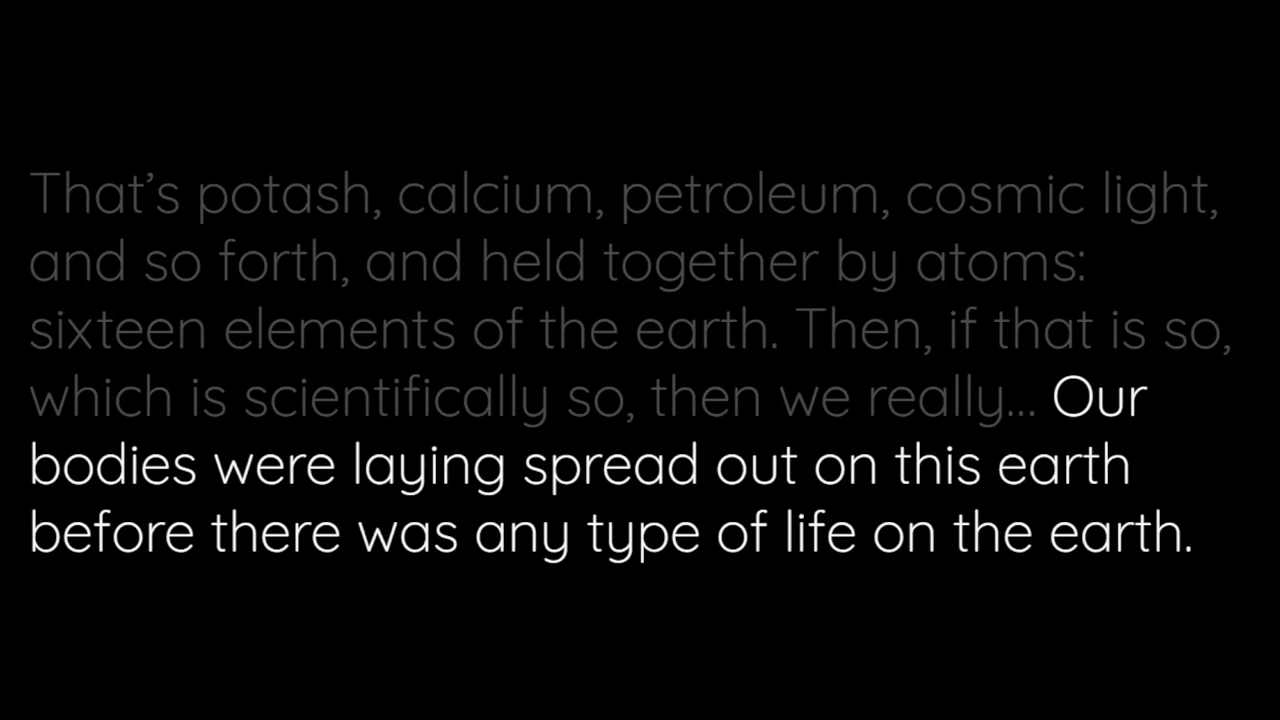 That’s potash, calcium, petroleum, cosmic light,
and so forth, and held together by atoms:
sixteen elements of the earth. Then, if that is so,
which is scientifically so, then we really... Our
bodies were laying spread out on this earth
before there was any type of life on the earth.